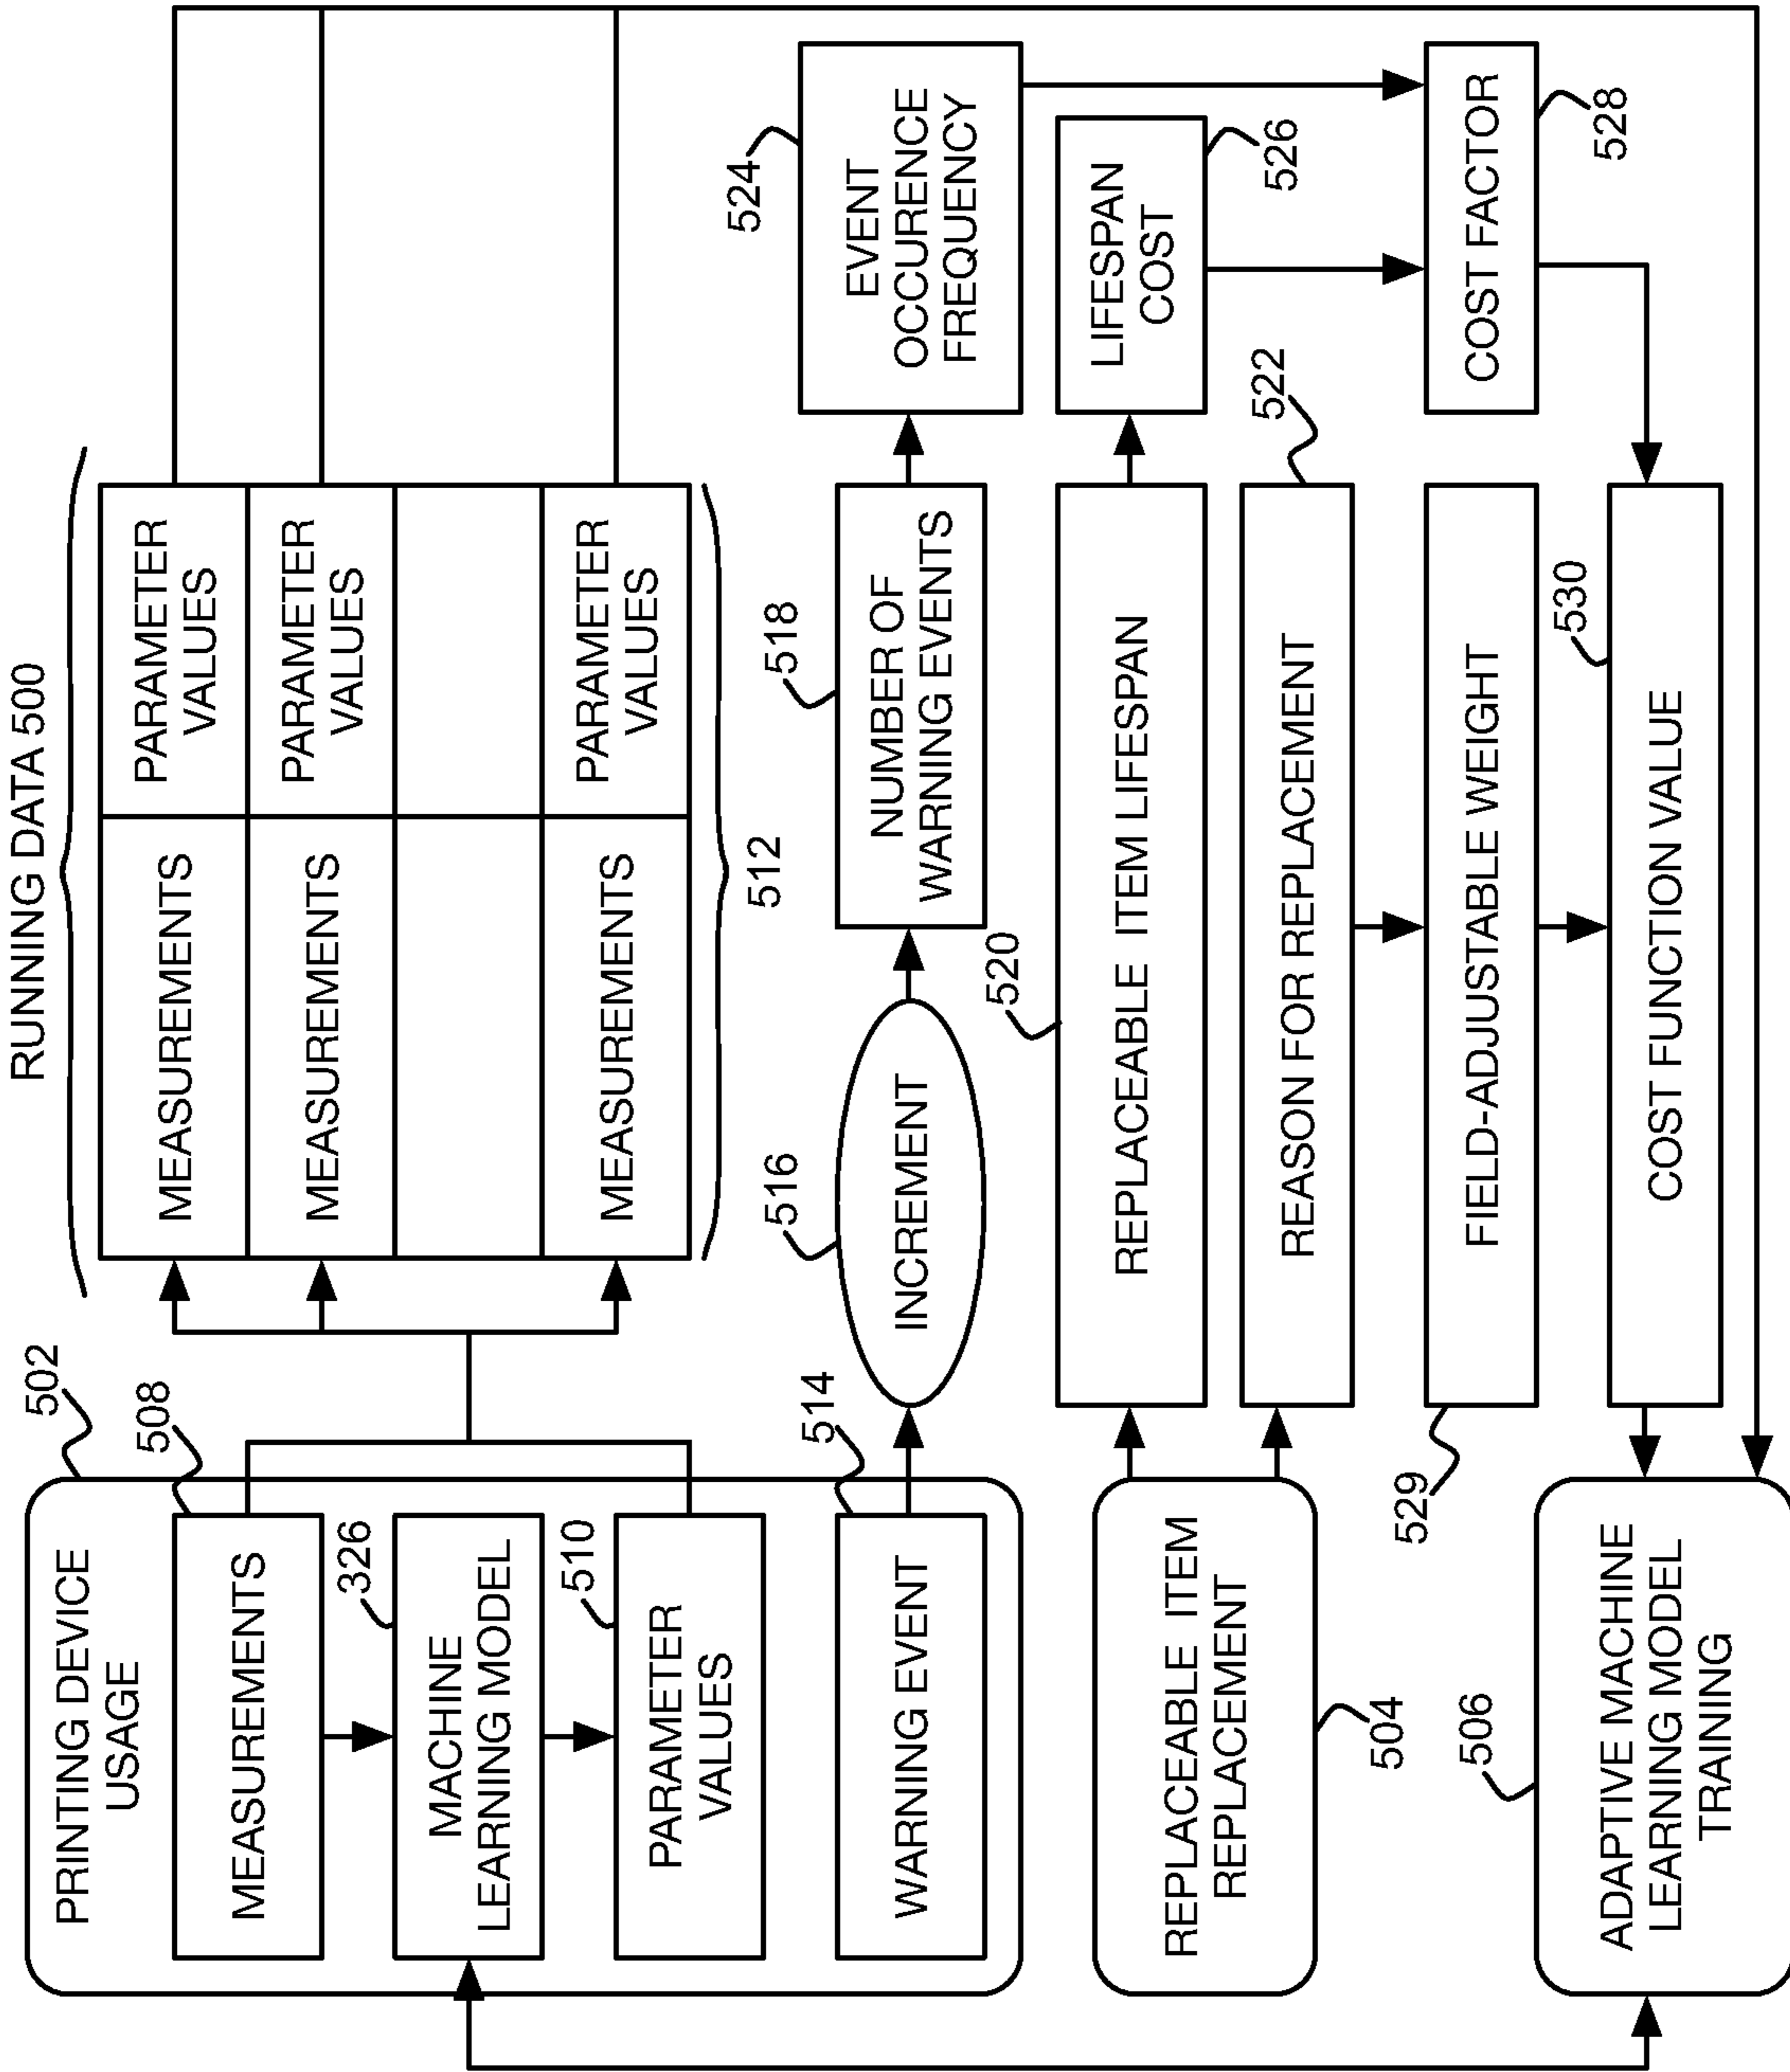 RUNNING DATA 500
502
PRINTING DEVICE
USAGE
508
MEASUREMENTS
326
MACHINE
LEARNING MODEL
510
PARAMETER
VALUES
514
WARNING EVENT
MEASUREMENTS
PARAMETER
VALUES
MEASUREMENTS
PARAMETER
VALUES
MEASUREMENTS
PARAMETER
VALUES
512
516
INCREMENT
518
NUMBER OF
WARNING EVENTS
524
EVENT
OCCURENCE
FREQUENCY
REPLACEABLE ITEM
REPLACEMENT
504
520
REPLACEABLE ITEM LIFESPAN
LIFESPAN
COST
526
522
REASON FOR REPLACEMENT
529
FIELD-ADJUSTABLE WEIGHT
COST FACTOR
528
530
COST FUNCTION VALUE
506
ADAPTIVE MACHINE
LEARNING MODEL
TRAINING